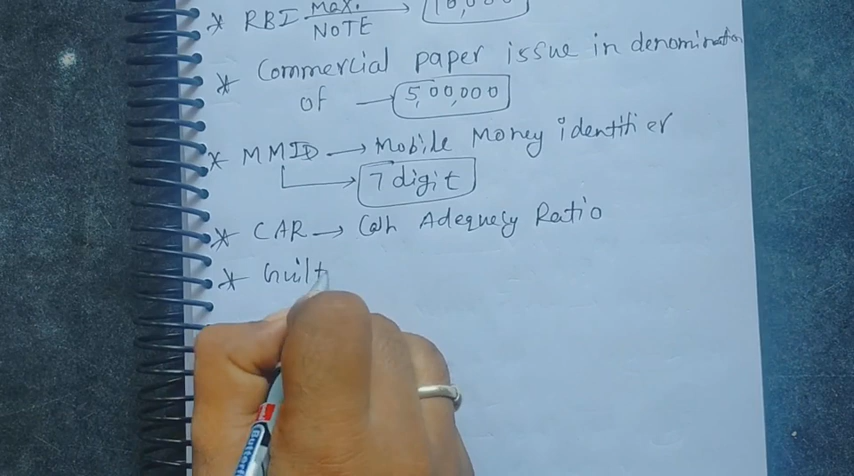 * RBI Max. NOTE → 10,000
* Commercial paper issue in denomination
of — 5,00,000
* MMID → Mobile Money identifier
→ 7 digit
* CAR → Cash Adequecy Ratio
* Guilt